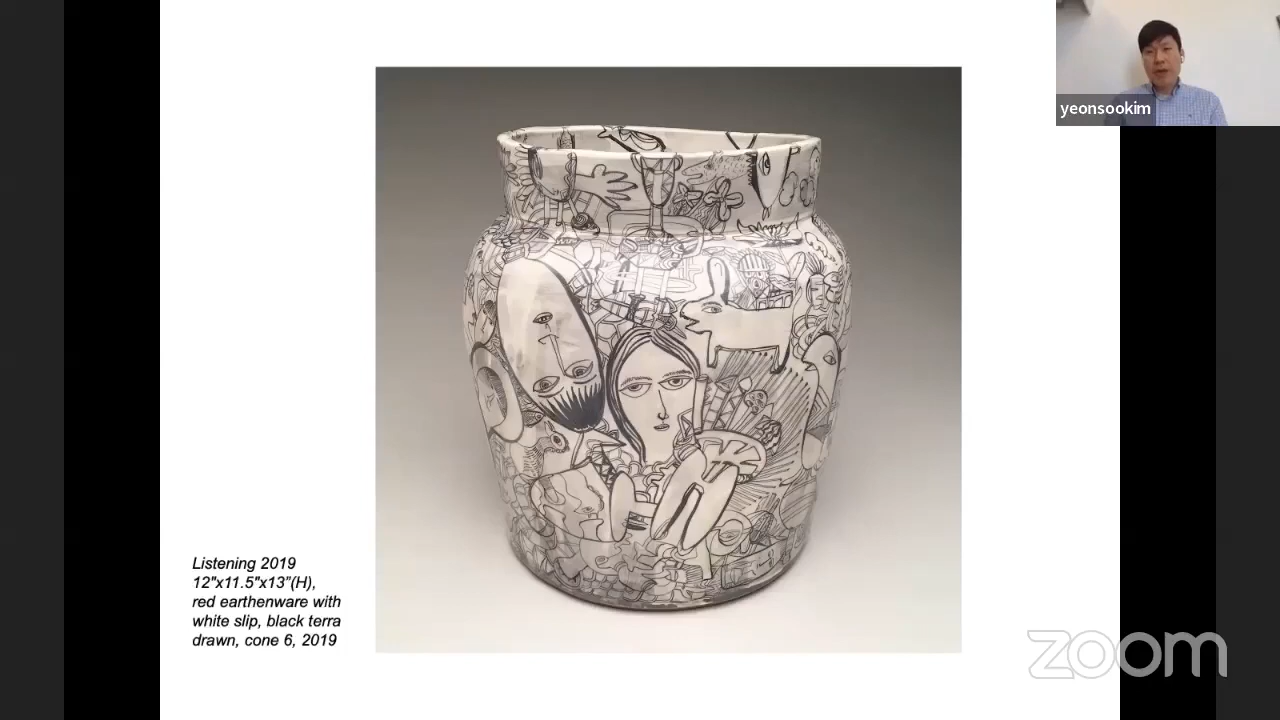 yeonsookim
Listening 2019
12"x11.5"x13”(H),
red earthenware with
white slip, black terra
drawn, cone 6, 2019
zoom